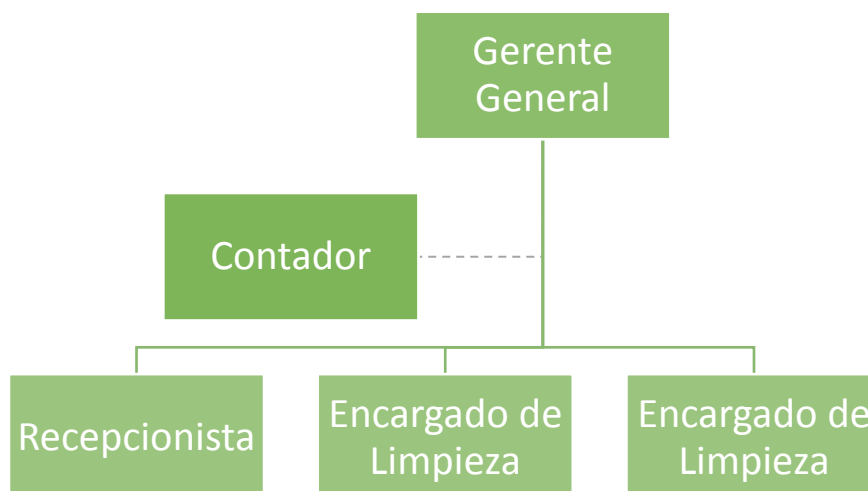 Gerente
General
Contador
Recepcionista
Encargado de
Limpieza
Encargado de
Limpieza